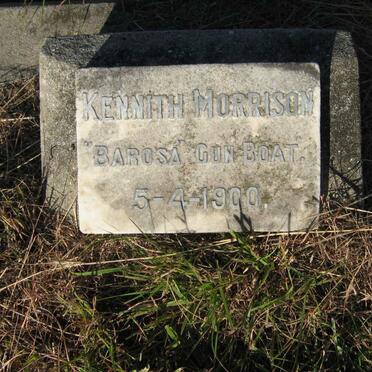 KENNITH MORRISON
"BAROSA" GUN-BOAT.
5-4-1900.